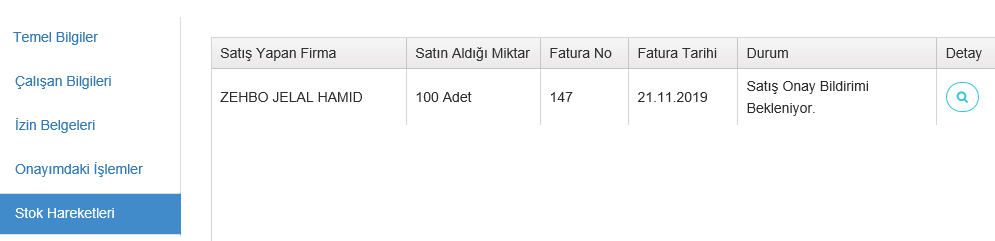 Temel Bilgiler
Çalışan Bilgileri
İzin Belgeleri
Onayımdaki İşlemler
Stok Hareketleri
Satış Yapan Firma Satın Aldığı Miktar Fatura No Fatura Tarihi Durum Detay
ZEHBO JELAL HAMID 100 Adet 147 21.11.2019 Satış Onay Bildirimi
Bekleniyor.